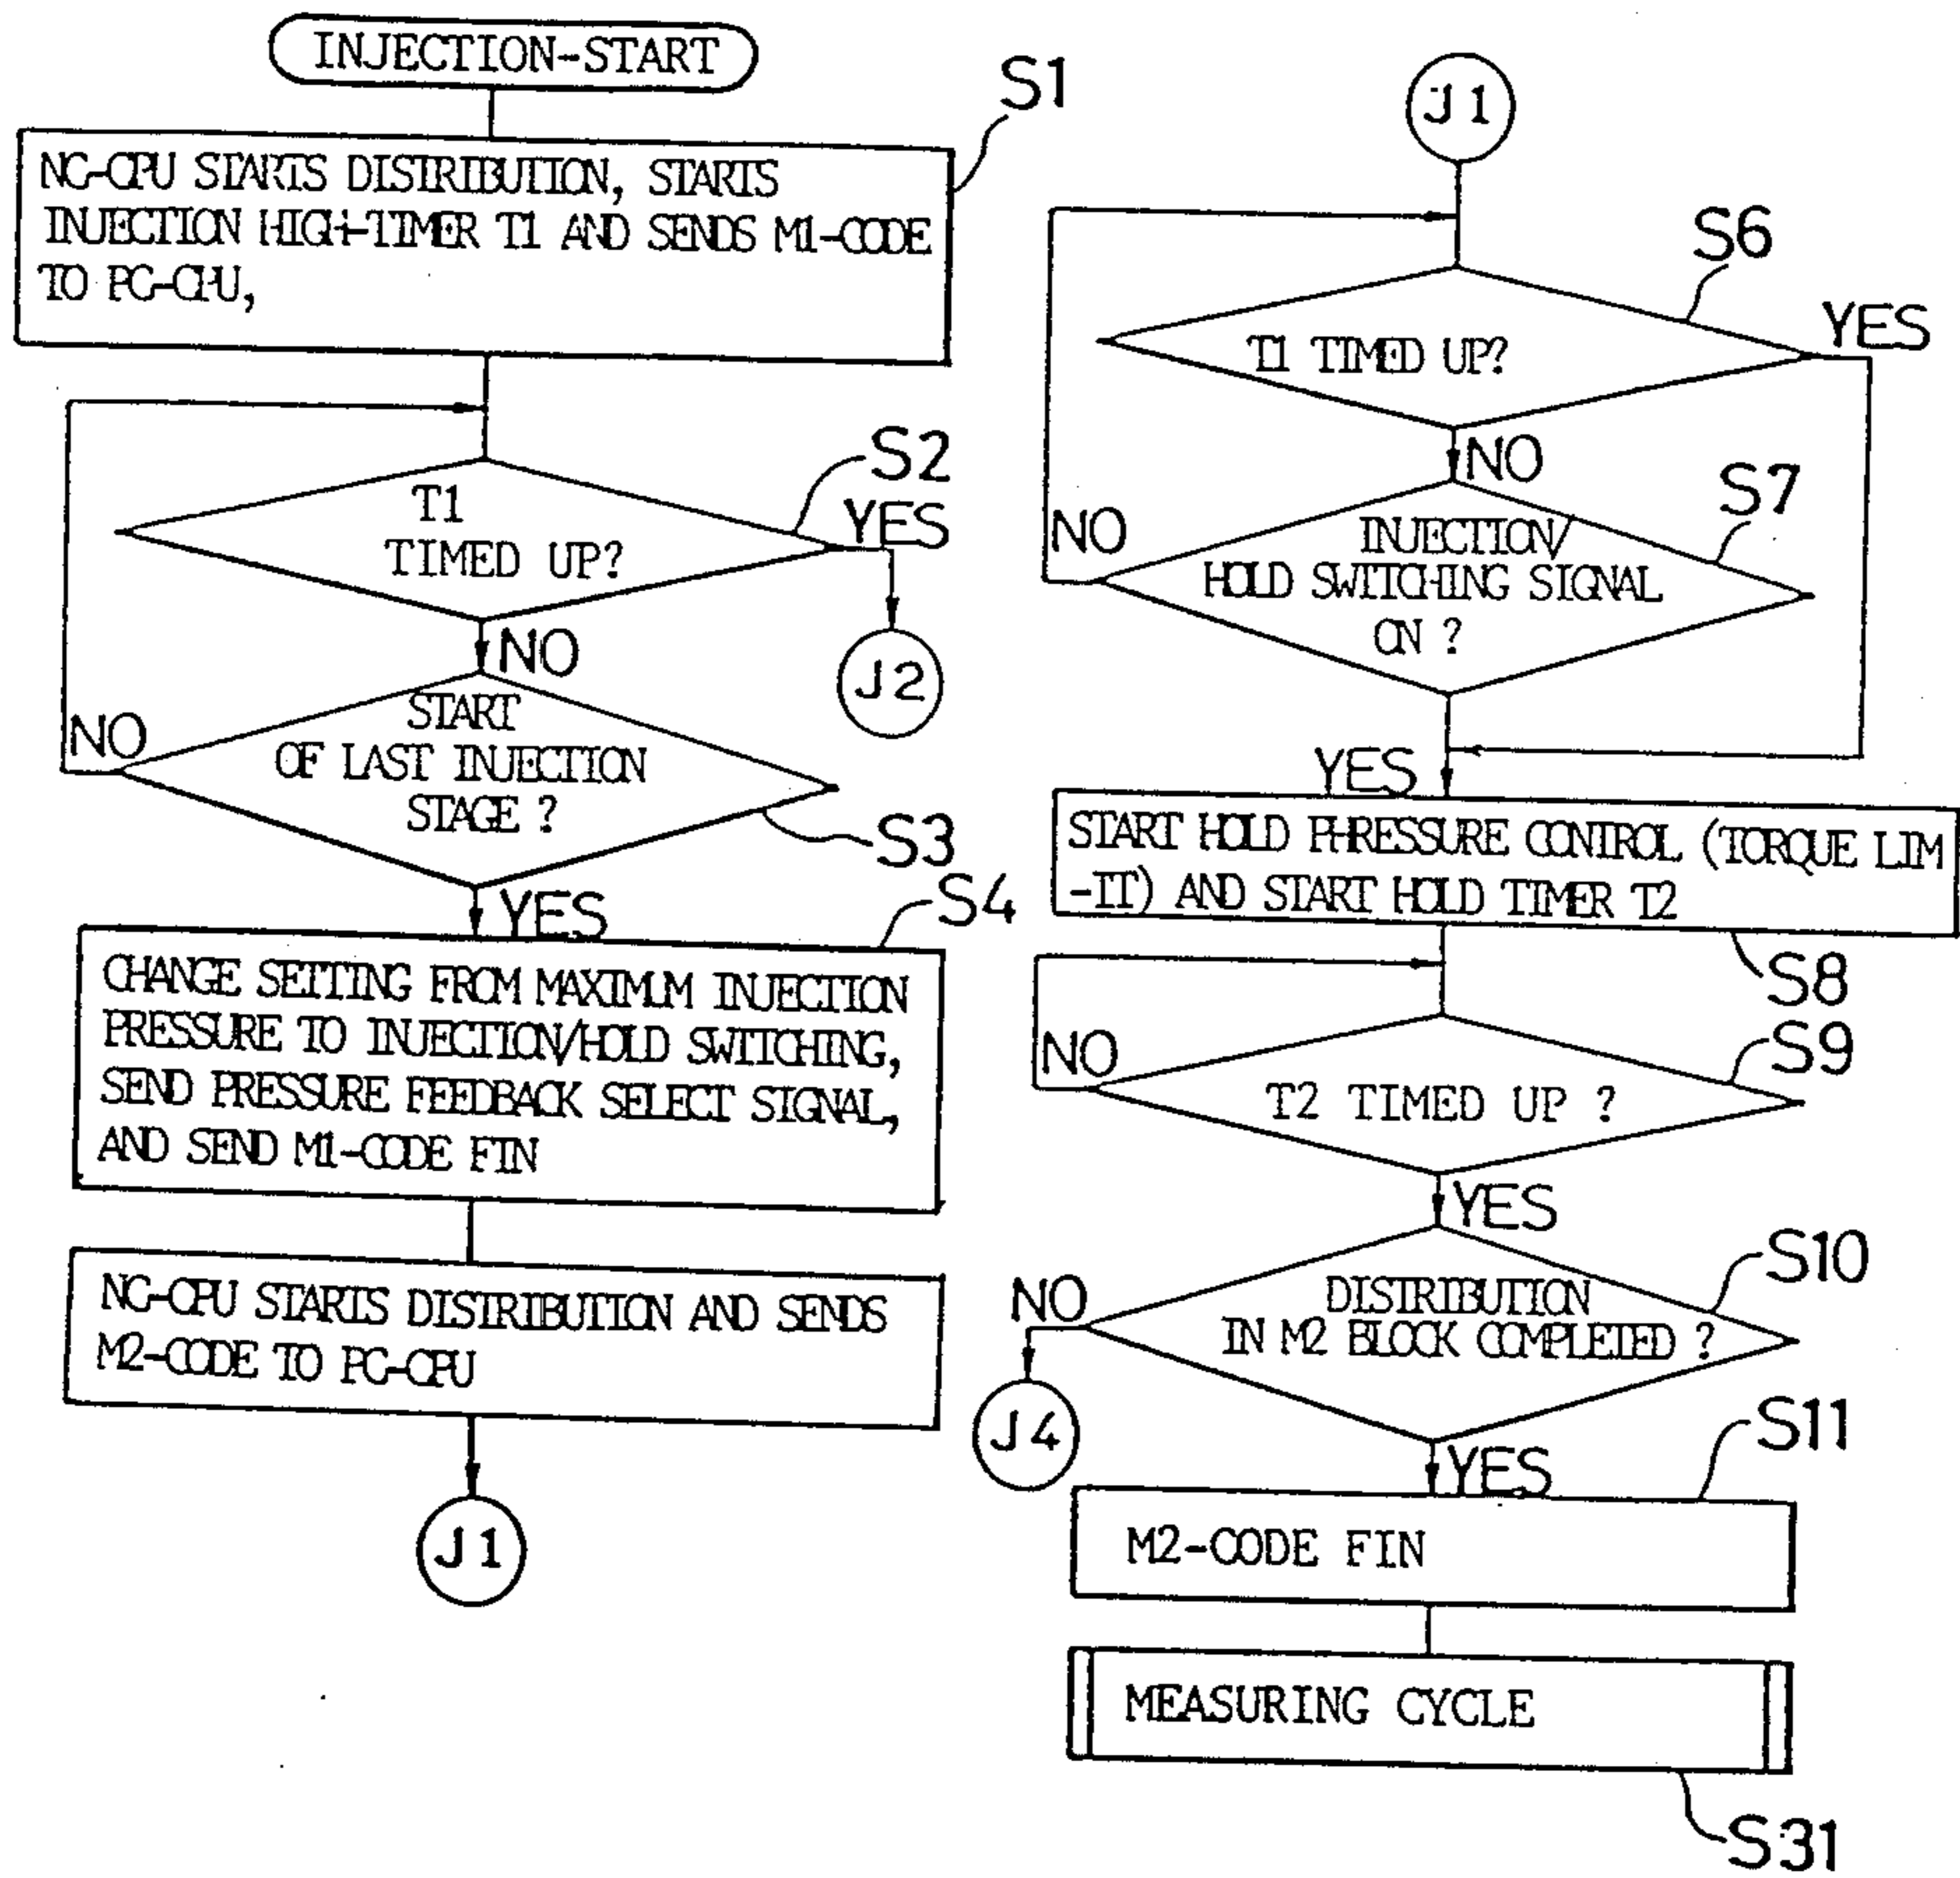 INJECTION-START
S1
NC-CPU STARTS DISTRIBUTION, STARTS
INJECTION HIGH-TIMER T1 AND SENDS M1-CODE
TO PC-CPU,
S2
T1
TIMED UP?
YES
J2
NO
START
OF LAST INJECTION
STAGE ?
NO
S3
YES
S4
CHANGE SETTING FROM MAXIMUM INJECTION
PRESSURE TO INJECTION/HOLD SWITCHING,
SEND PRESSURE FEEDBACK SELECT SIGNAL,
AND SEND M1-CODE FIN
NC-CPU STARTS DISTRIBUTION AND SENDS
M2-CODE TO PC-CPU
J1
J1
S6
T1 TIMED UP?
YES
NO
S7
NO
INJECTION/
HOLD SWITCHING SIGNAL
ON ?
YES
START HOLD PHRESSURE CONTROL (TORQUE LIM
-IT) AND START HOLD TIMER T2
S8
NO
S9
T2 TIMED UP ?
YES
S10
NO
DISTRIBUTION
IN M2 BLOCK COMPLETED ?
J4
YES
S11
M2-CODE FIN
MEASURING CYCLE
S31